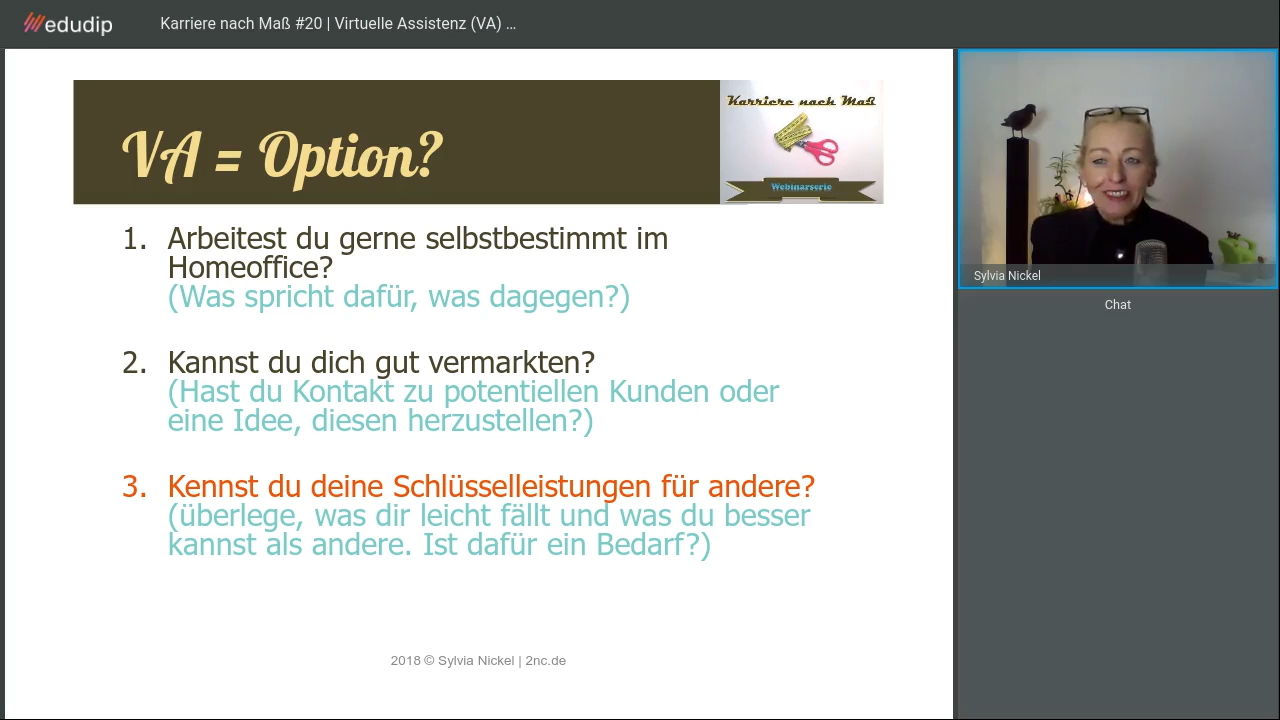 edudip
Karriere nach Maß #20 | Virtuelle Assistenz (VA) ...
VA = Option?
Karriere nach Maß
Webinarserie
1. Arbeitest du gerne selbstbestimmt im
Homeoffice?
(Was spricht dafür, was dagegen?)
2. Kannst du dich gut vermarkten?
(Hast du Kontakt zu potentiellen Kunden oder
eine Idee, diesen herzustellen?)
3. Kennst du deine Schlüsselleistungen für andere?
(überlege, was dir leicht fällt und was du besser
kannst als andere. Ist dafür ein Bedarf?)
2018 © Sylvia Nickel | 2nc.de
Sylvia Nickel
Chat